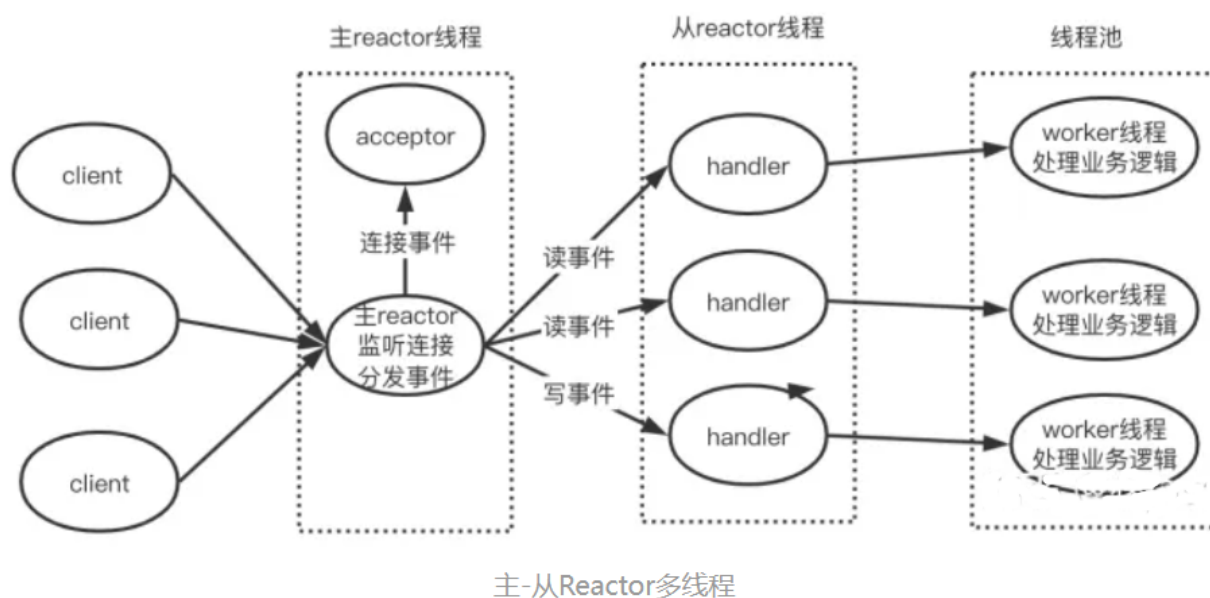 主reactor线程
从reactor线程
线程池
acceptor
client
连接事件
handler
worker线程
处理业务逻辑
读事件
client
主reactor
监听连接
分发事件
读事件
handler
worker线程
处理业务逻辑
写事件
client
handler
worker线程
处理业务逻辑
主-从Reactor多线程